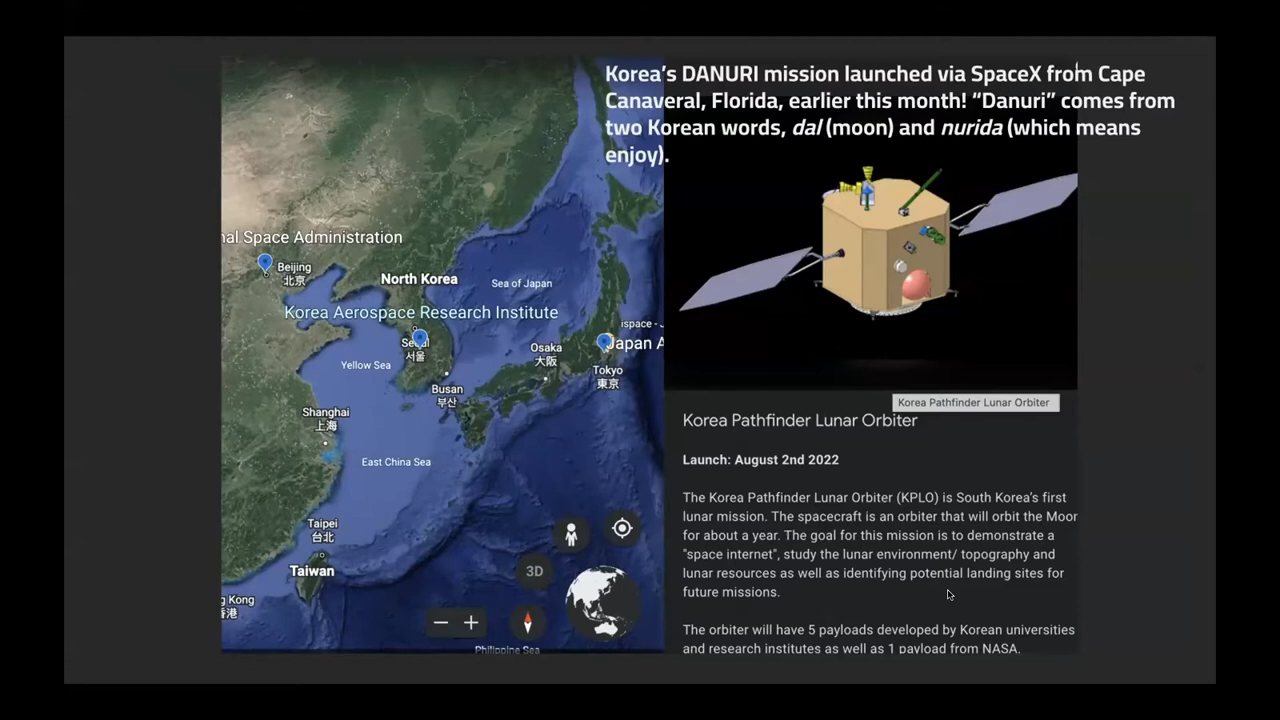 Korea's DANURI mission launched via SpaceX from Cape
Canaveral, Florida, earlier this month! "Danuri" comes from
two Korean words, dal (moon) and nurida (which means
enjoy).
nal Space Administration
Beijing
北京
North Korea
Sea of Japan
Korea Aerospace Research Institute
Seoul
서울
ispace - J
Japan A
Osaka
大阪
Tokyo
東京
Yellow Sea
Busan
부산
Shanghai
上海
East China Sea
Taipei
台北
Taiwan
g Kong
香港
3D
Philippine Sea
Korea Pathfinder Lunar Orbiter
Korea Pathfinder Lunar Orbiter
Launch: August 2nd 2022
The Korea Pathfinder Lunar Orbiter (KPLO) is South Korea's first
lunar mission. The spacecraft is an orbiter that will orbit the Moon
for about a year. The goal for this mission is to demonstrate a
"space internet", study the lunar environment/ topography and
lunar resources as well as identifying potential landing sites for
future missions.
The orbiter will have 5 payloads developed by Korean universities
and research institutes as well as 1 payload from NASA.